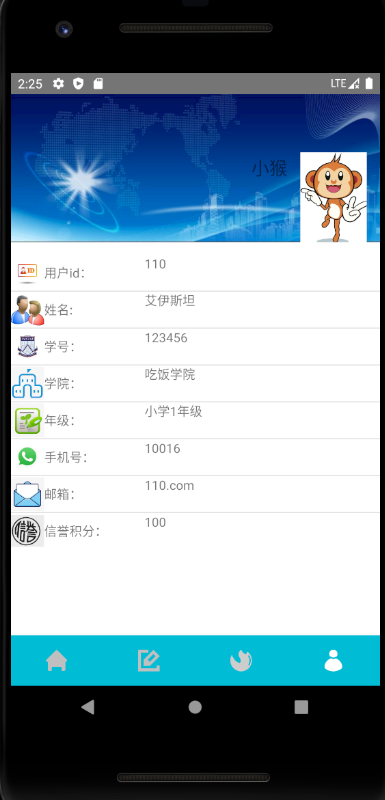 2:25 LTE
小猴
用户id： 110
姓名: 艾伊斯坦
学号： 123456
学院： 吃饭学院
年级： 小学1年级
手机号： 10016
邮箱： 110.com
信誉积分： 100